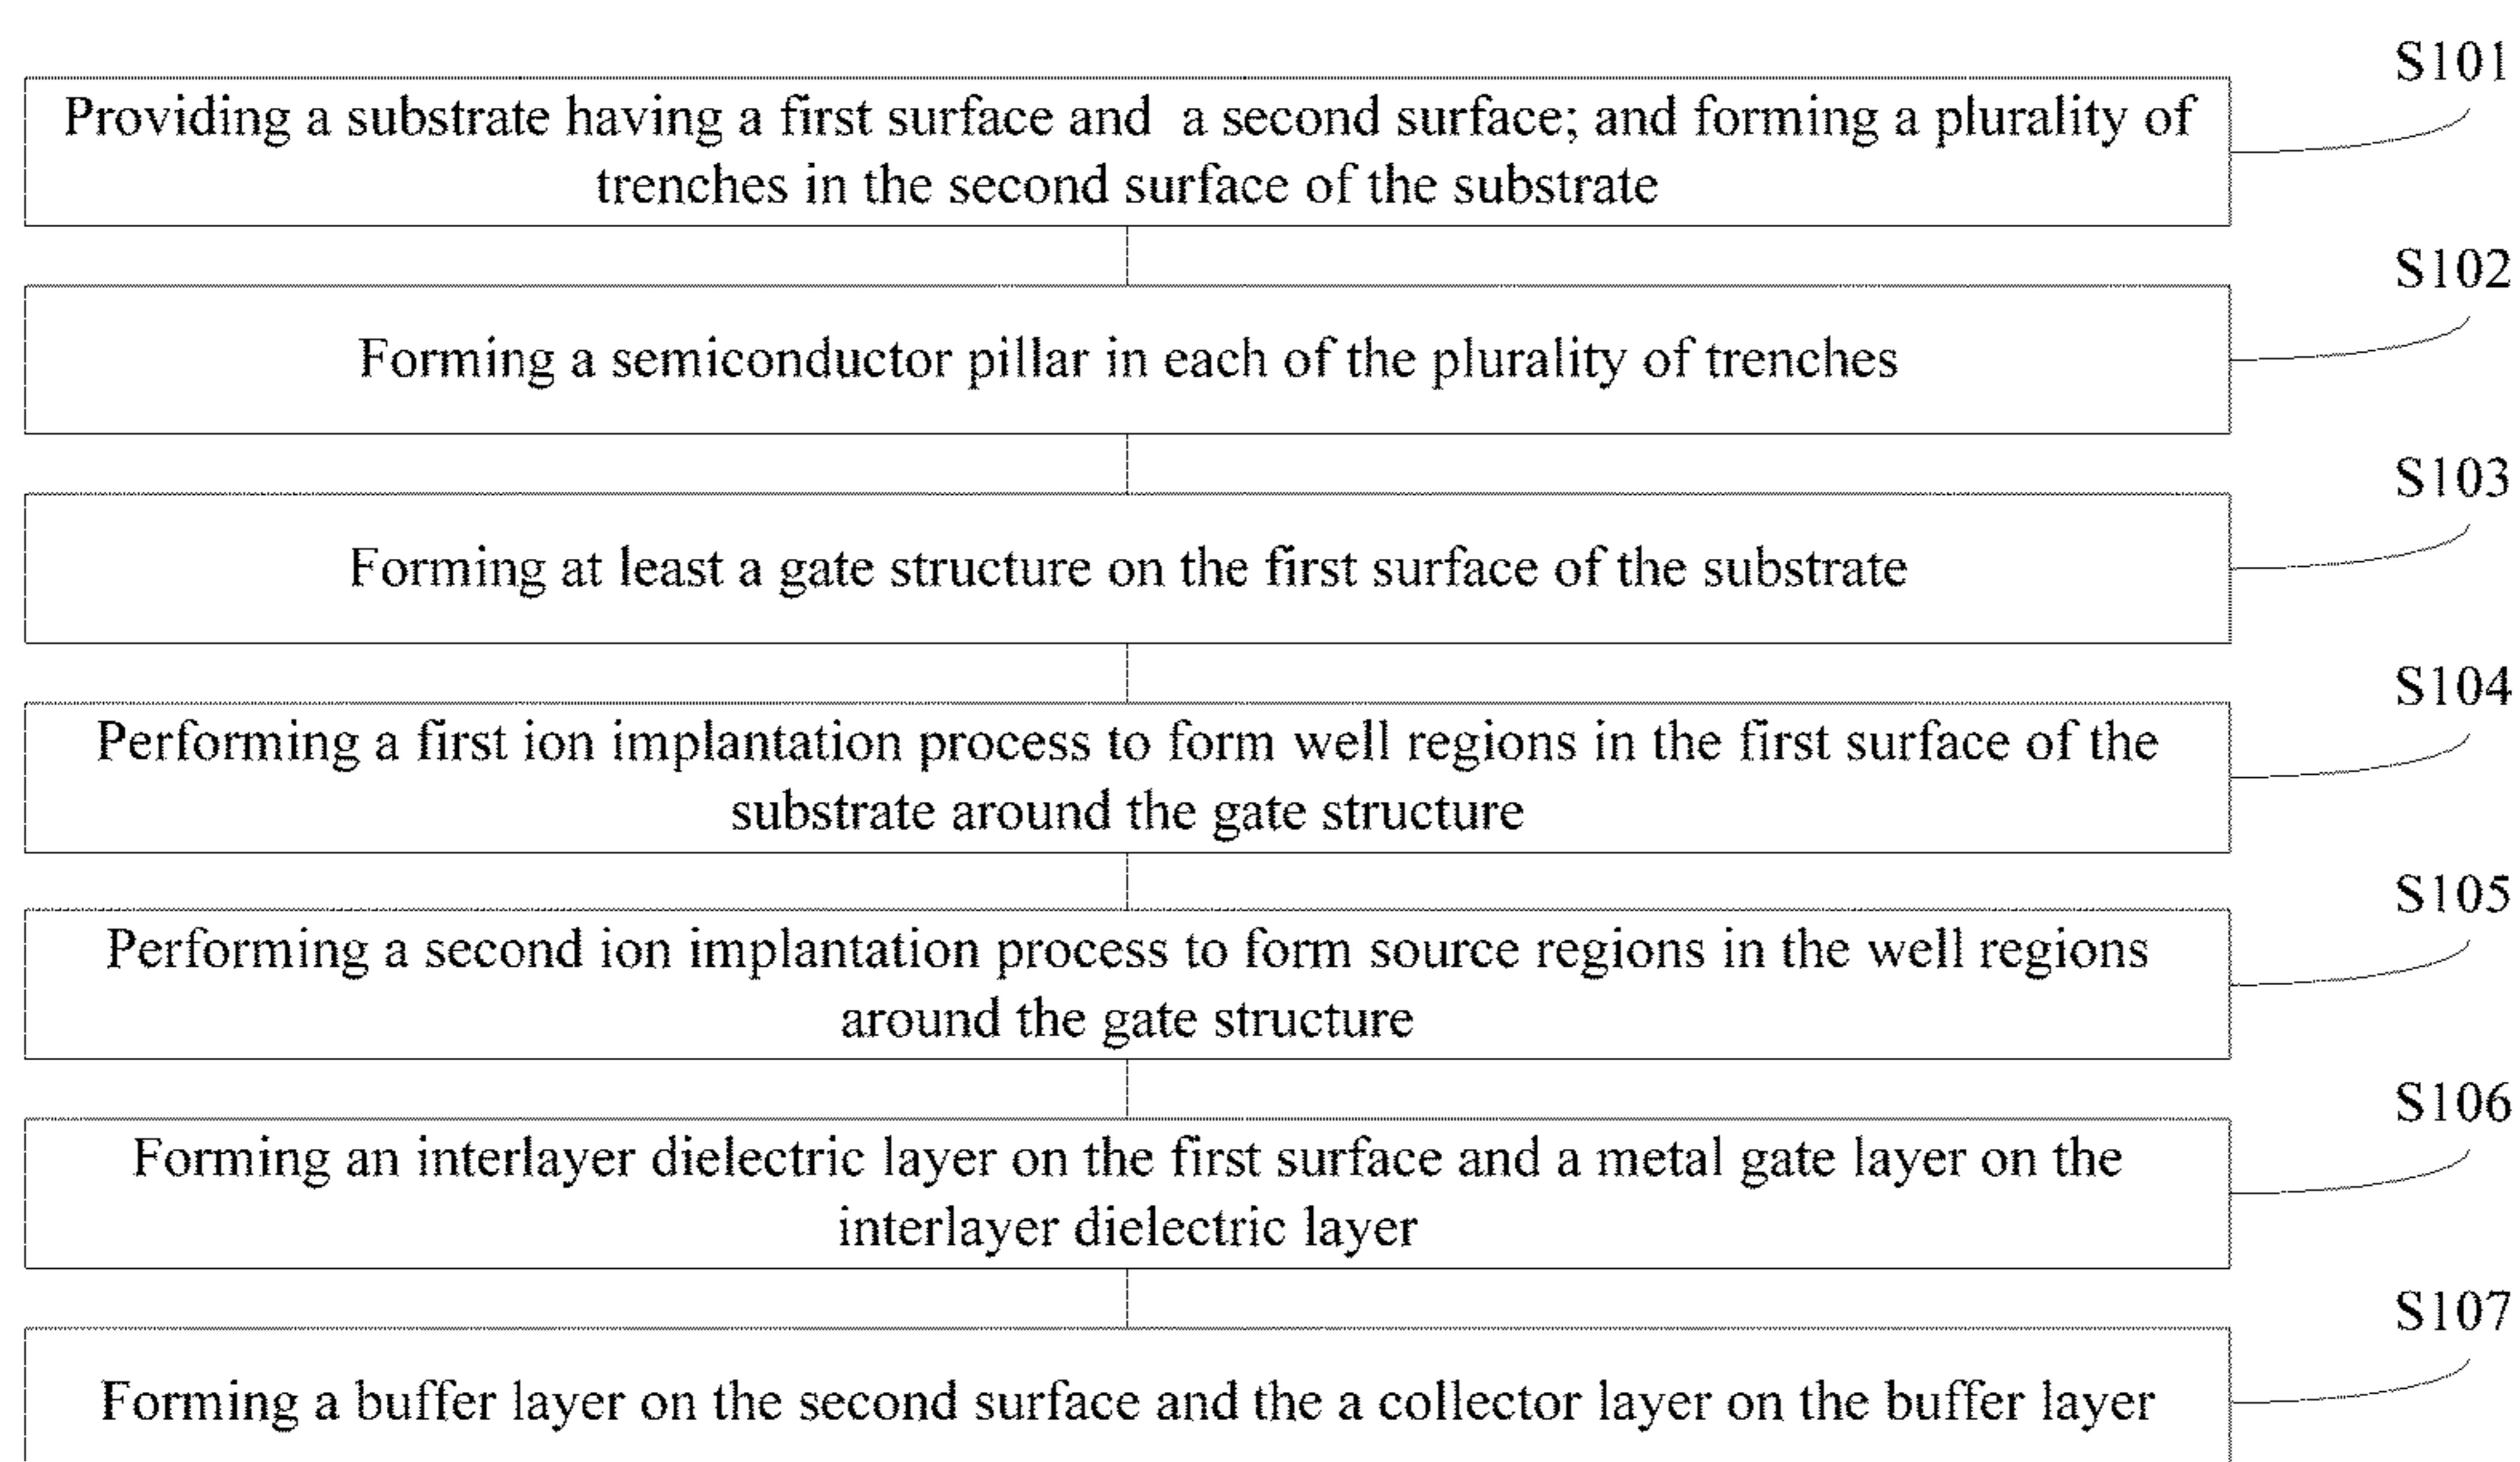 S101
Providing a substrate having a first surface and a second surface; and forming a plurality of
trenches in the second surface of the substrate
S102
Forming a semiconductor pillar in each of the plurality of trenches
S103
Forming at least a gate structure on the first surface of the substrate
S104
Performing a first ion implantation process to form well regions in the first surface of the
substrate around the gate structure
S105
Performing a second ion implantation process to form source regions in the well regions
around the gate structure
S106
Forming an interlayer dielectric layer on the first surface and a metal gate layer on the
interlayer dielectric layer
S107
Forming a buffer layer on the second surface and the a collector layer on the buffer layer